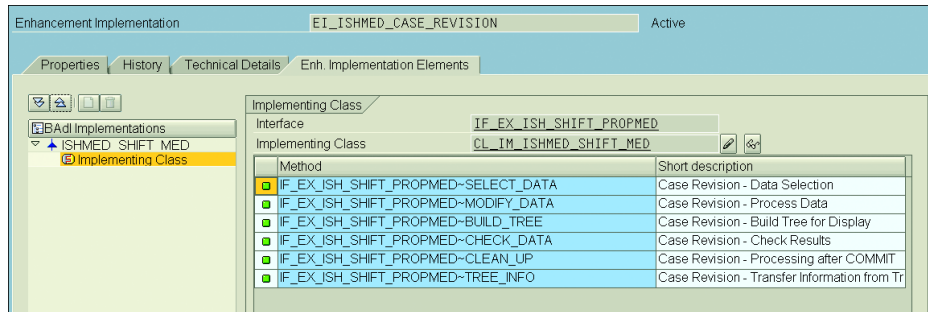 Enhancement Implementation EI_ISHMED_CASE_REVISION Active
Properties History Technical Details Enh. Implementation Elements
Implementing Class
BAdI Implementations
Interface IF_EX_ISH_SHIFT_PROPMED
ISHMED_SHIFT_MED
Implementing Class CL_IM_ISHMED_SHIFT_MED
Implementing Class
Method Short description
IF_EX_ISH_SHIFT_PROPMED~SELECT_DATA Case Revision - Data Selection
IF_EX_ISH_SHIFT_PROPMED~MODIFY_DATA Case Revision - Process Data
IF_EX_ISH_SHIFT_PROPMED~BUILD_TREE Case Revision - Build Tree for Display
IF_EX_ISH_SHIFT_PROPMED~CHECK_DATA Case Revision - Check Results
IF_EX_ISH_SHIFT_PROPMED~CLEAN_UP Case Revision - Processing after COMMIT
IF_EX_ISH_SHIFT_PROPMED~TREE_INFO Case Revision - Transfer Information from Tr